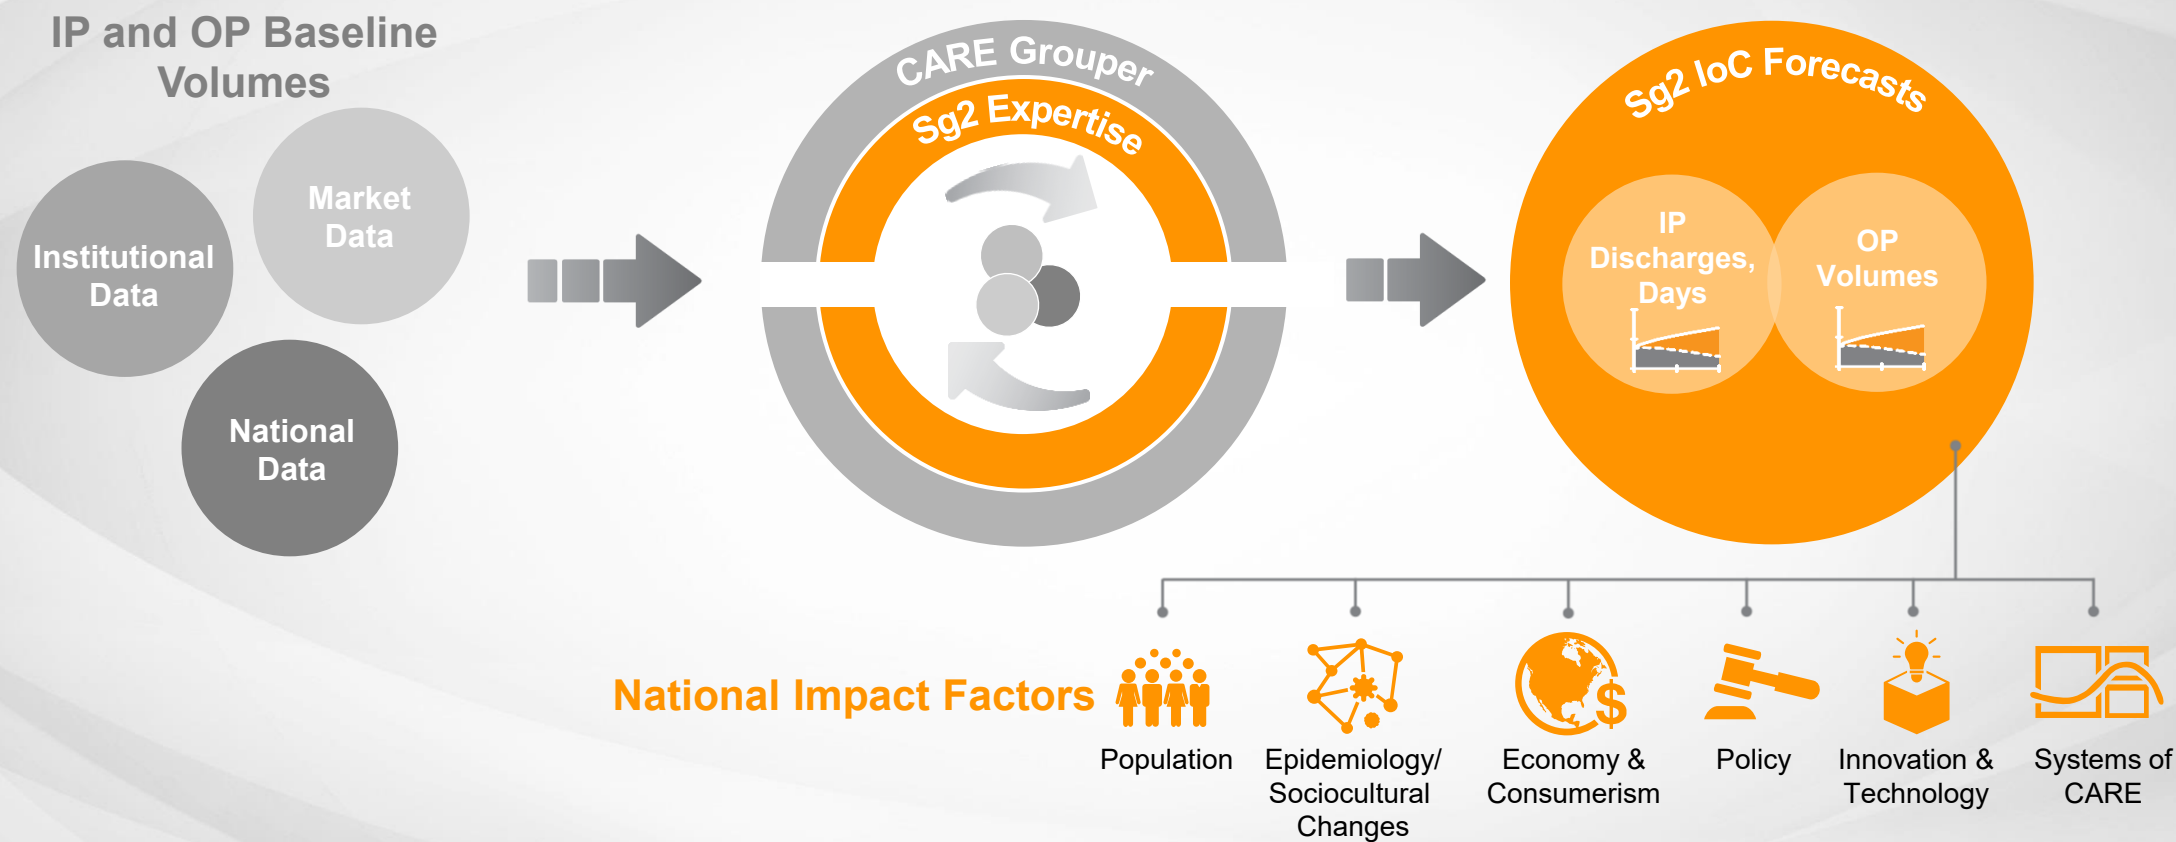 IP and OP Baseline
Volumes
Institutional
Data
Market
Data
National
Data
CARE Grouper
Sg2 Expertise
Sg2 IoC Forecasts
IP
Discharges,
Days
OP
Volumes
National Impact Factors
$
Population
Epidemiology/
Sociocultural
Changes
Economy &
Consumerism
Policy
Innovation &
Technology
Systems of
CARE